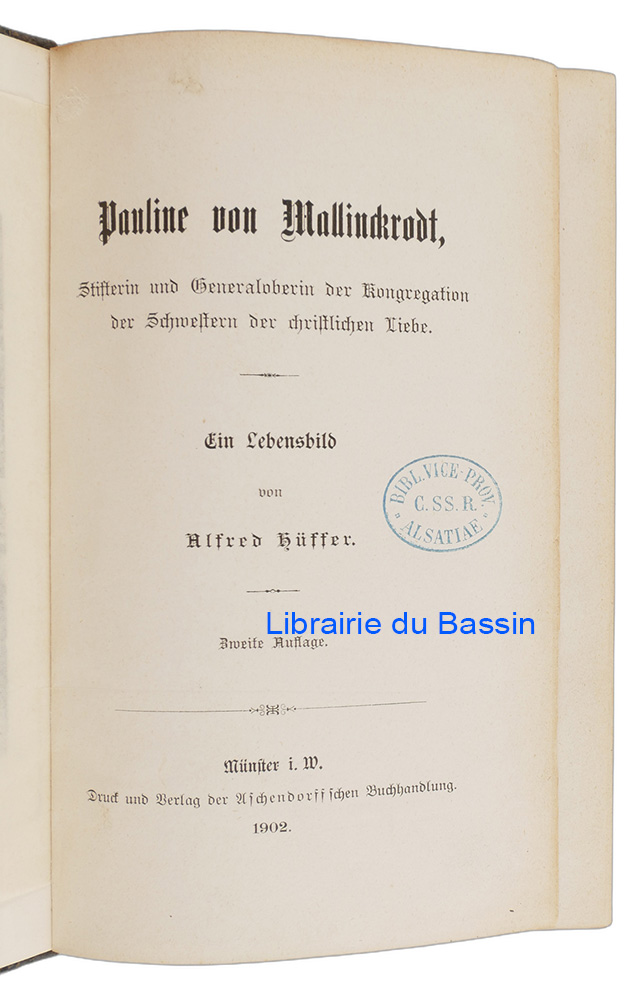 Pauline von Mallinckrodt,
Stifterin und Generaloberin der Kongregation
der Schwestern der christlichen Liebe.
Ein Lebensbild
von
Alfred Hüffer.
BIBL. VICE-PROV.
C. SS. R.
" ALSATIAE "
Librairie du Bassin
Zweite Auflage.
Münster i. W.
Druck und Verlag der Aschendorffschen Buchhandlung.
1902.